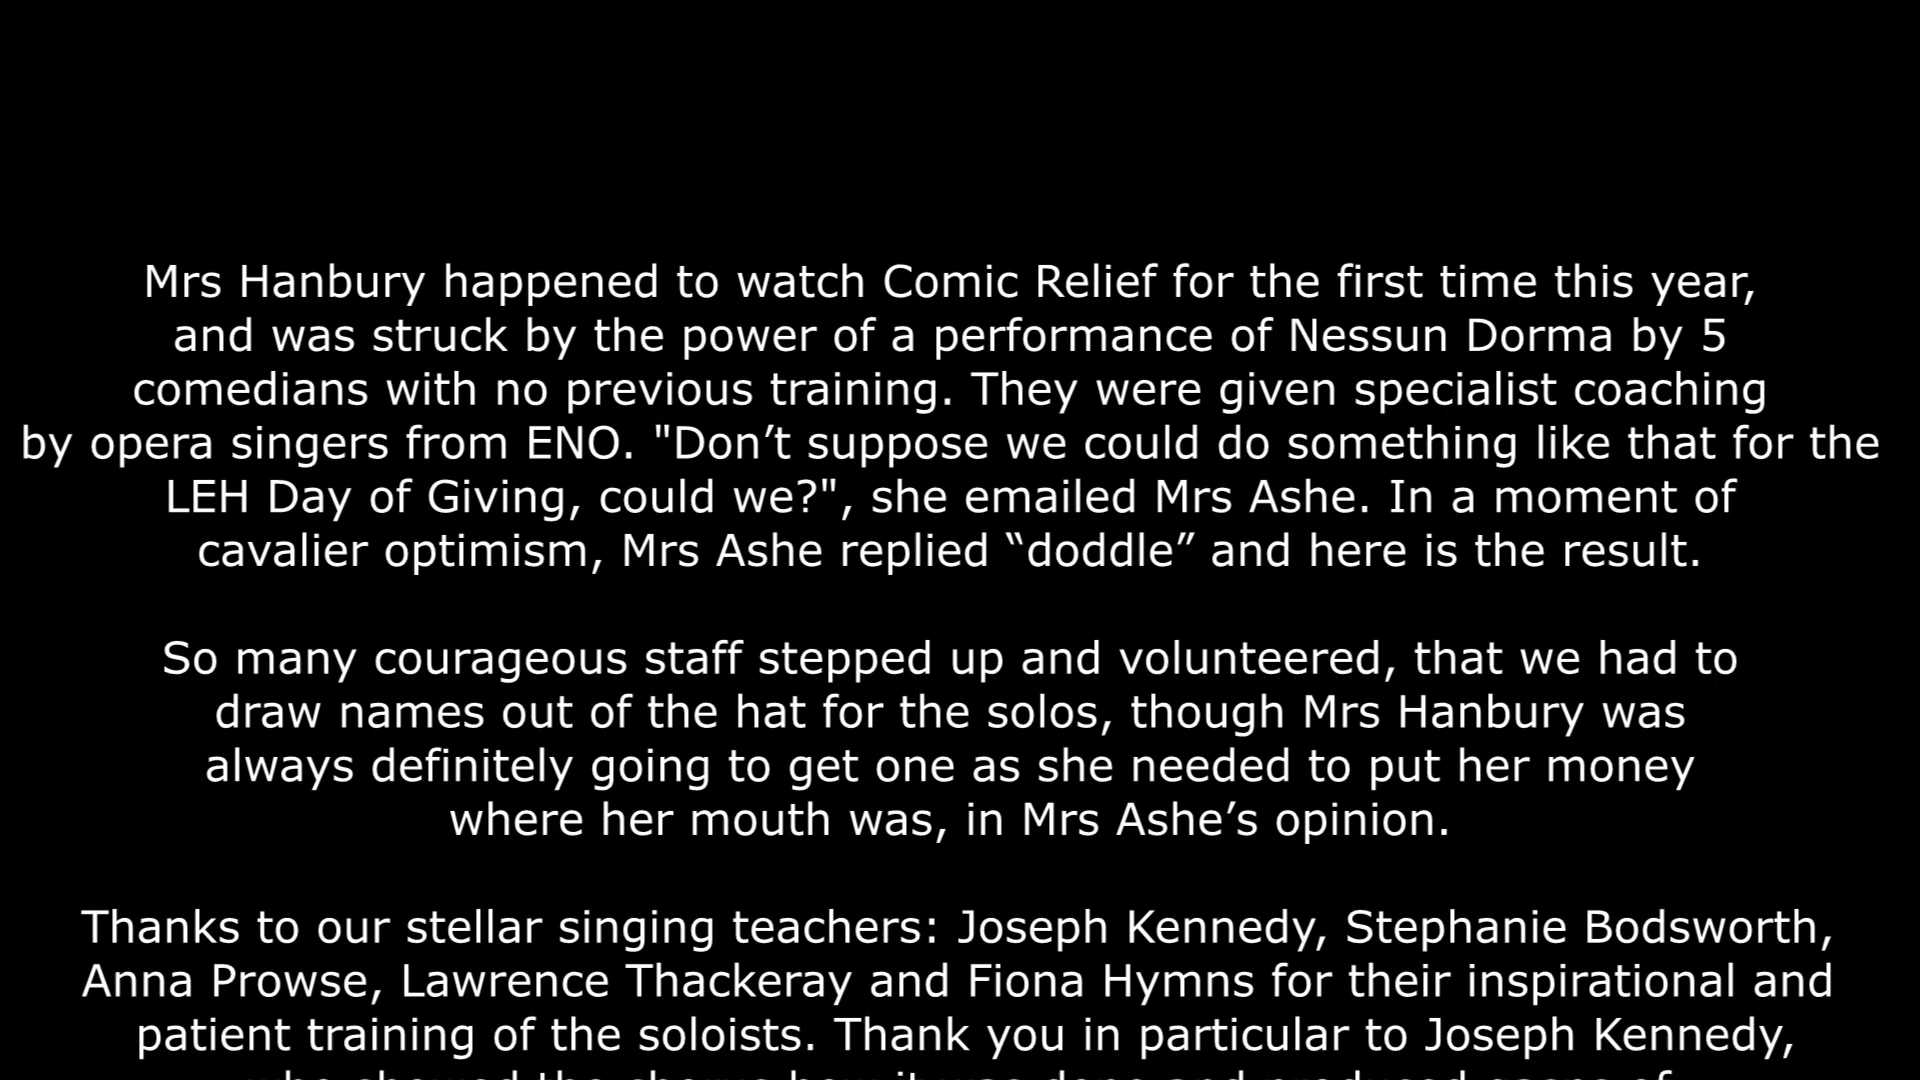 Mrs Hanbury happened to watch Comic Relief for the first time this year,
and was struck by the power of a performance of Nessun Dorma by 5
comedians with no previous training. They were given specialist coaching
by opera singers from ENO. "Don’t suppose we could do something like that for the
LEH Day of Giving, could we?", she emailed Mrs Ashe. In a moment of
cavalier optimism, Mrs Ashe replied “doddle” and here is the result.
So many courageous staff stepped up and volunteered, that we had to
draw names out of the hat for the solos, though Mrs Hanbury was
always definitely going to get one as she needed to put her money
where her mouth was, in Mrs Ashe’s opinion.
Thanks to our stellar singing teachers: Joseph Kennedy, Stephanie Bodsworth,
Anna Prowse, Lawrence Thackeray and Fiona Hymns for their inspirational and
patient training of the soloists. Thank you in particular to Joseph Kennedy,